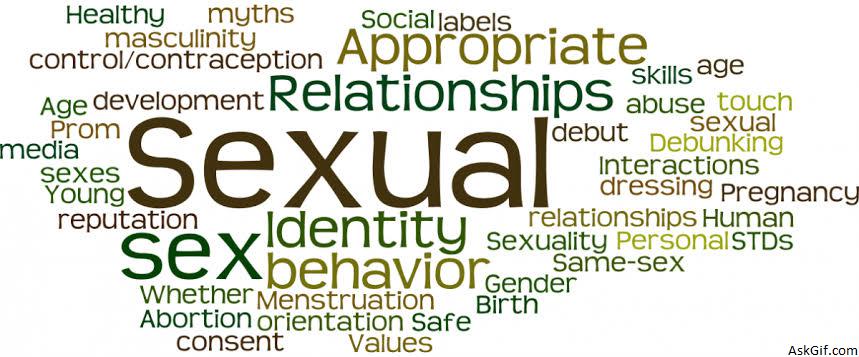 Healthy myths Social labels
masculinity Appropriate
control/contraception skills age
Age development Relationships abuse touch
Prom Sexual debut sexual
media Debunking
sexes Interactions
Young dressing Pregnancy
reputation Identity relationships Human
sex Sexuality Personal STDs
behavior Same-sex
Whether Menstruation Gender
Birth
Abortion orientation Safe
consent Values
AskGif.com